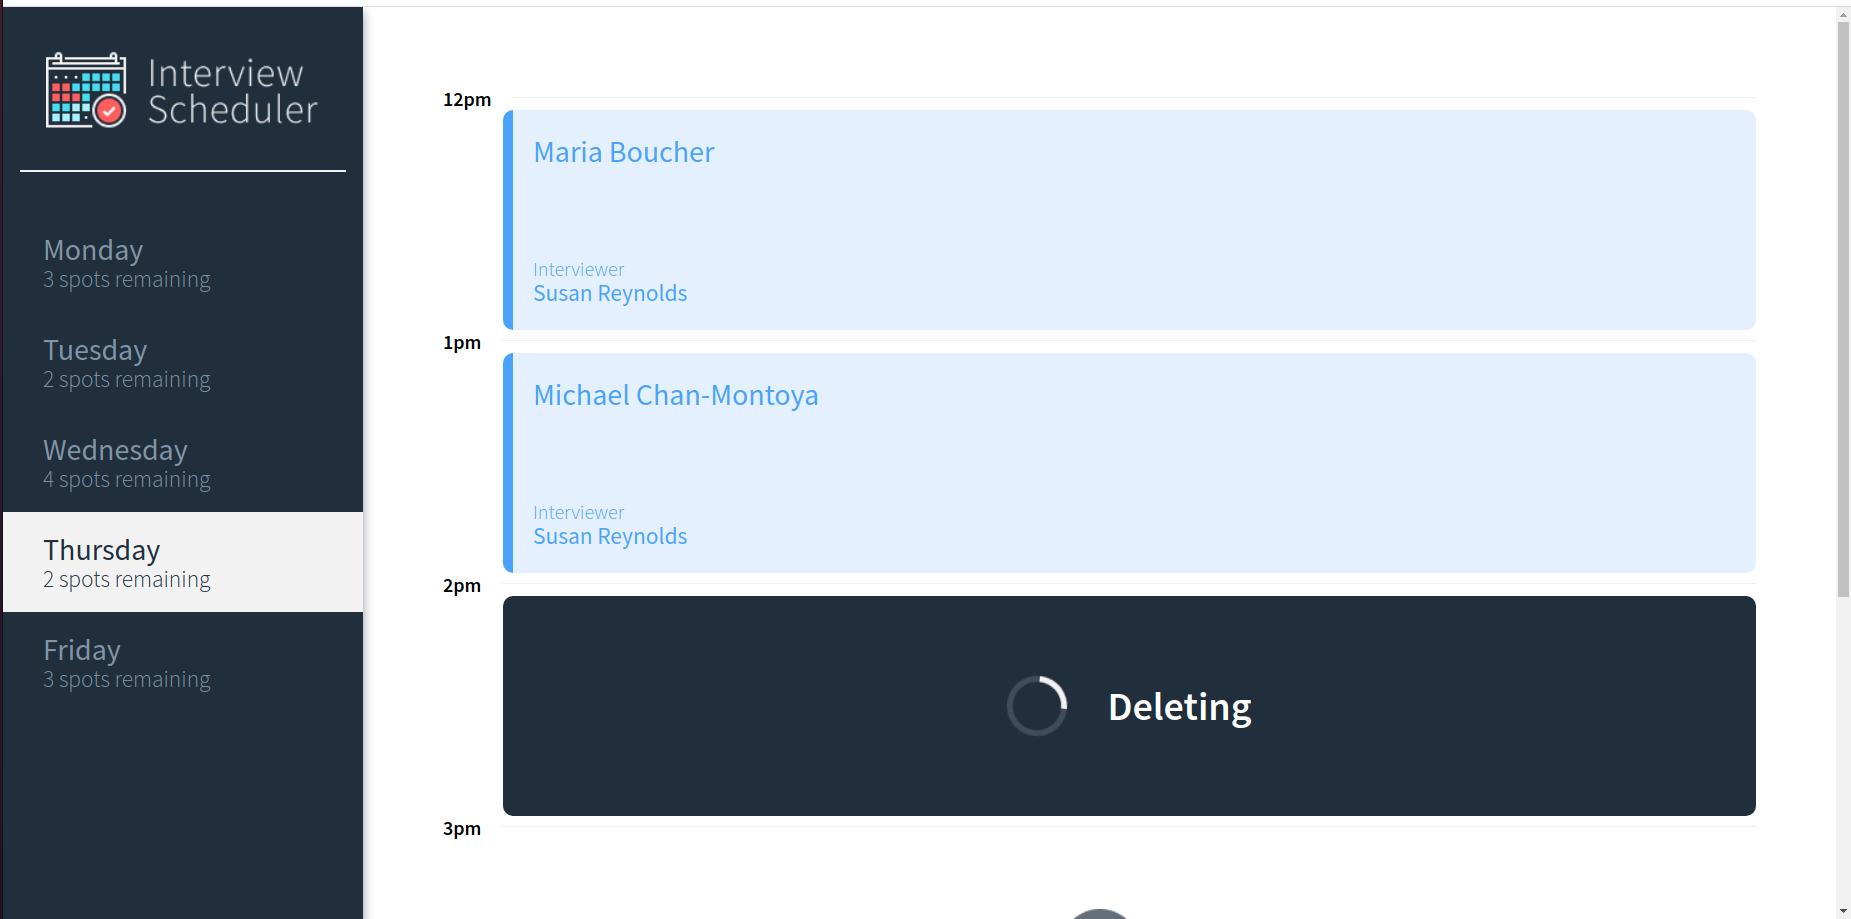 Interview
Scheduler
Monday
3 spots remaining
Tuesday
2 spots remaining
Wednesday
4 spots remaining
Thursday
2 spots remaining
Friday
3 spots remaining
12pm
Maria Boucher
Interviewer
Susan Reynolds
1pm
Michael Chan-Montoya
Interviewer
Susan Reynolds
2pm
Deleting
3pm